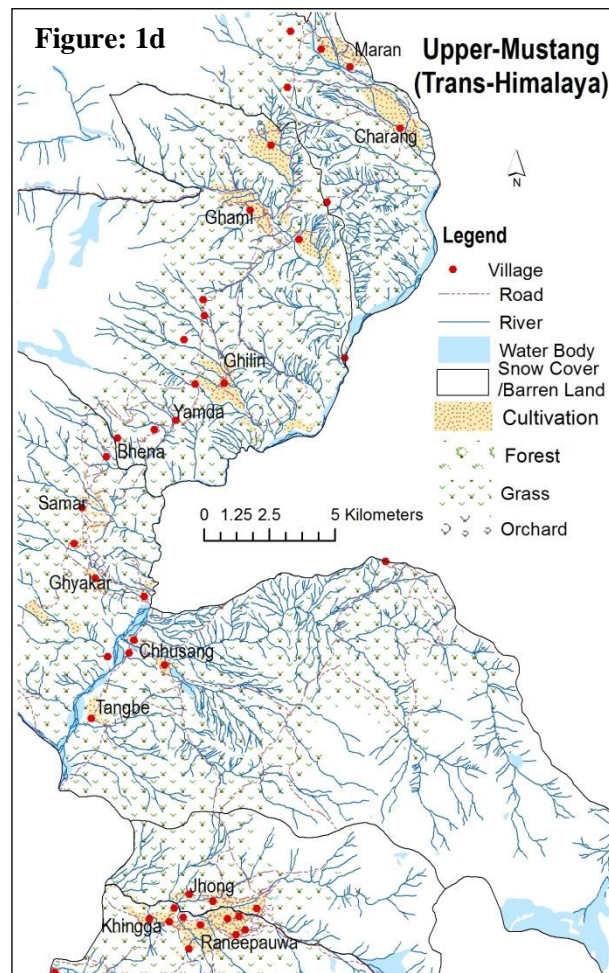 Figure: 1d
Upper-Mustang
(Trans-Himalaya)
Maran
Charang
N
Ghami
Legend
Village
Road
River
Water Body
Snow Cover
/Barren Land
Cultivation
Forest
Grass
Orchard
Ghilin
Yamda
Bhena
Samar
0 1.25 2.5 5 Kilometers
Ghyakar
Chhusang
Tangbe
Jhong
Khingga
Raneepauwa